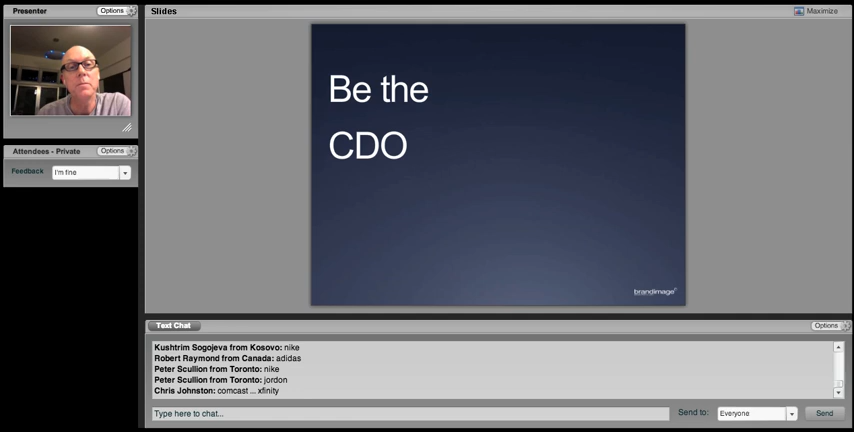 Presenter
Options
Slides
Maximize
Be the
CDO
brandimage
Attendees - Private
Options
Feedback
I'm fine
Text Chat
Options
Kushtrim Sogojeva from Kosovo: nike
Robert Raymond from Canada: adidas
Peter Scullion from Toronto: nike
Peter Scullion from Toronto: jordon
Chris Johnston: comcast ... xfinity
Type here to chat...
Send to:
Everyone
Send